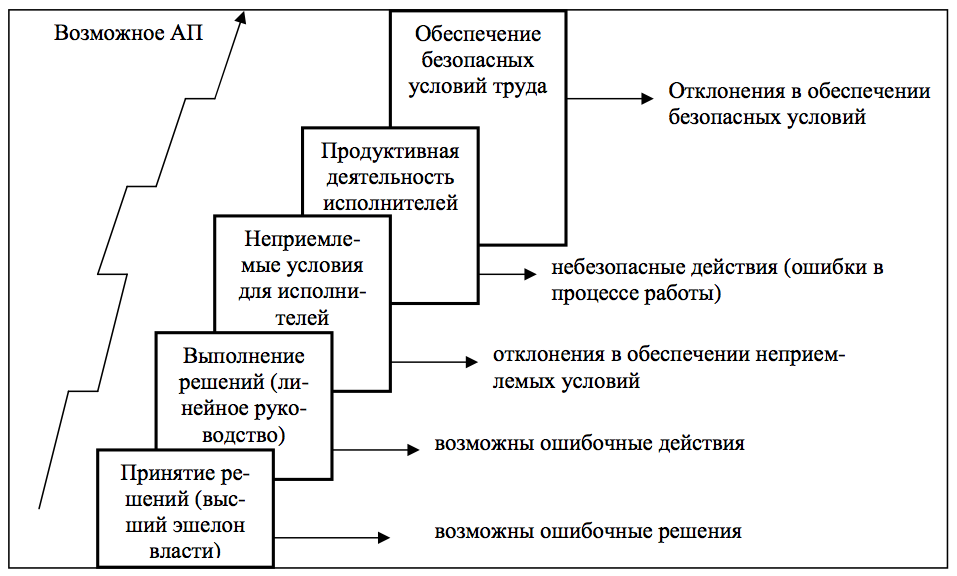 Возможное АП
Обеспечение
безопасных
условий труда
Отклонения в обеспечении
безопасных условий
Продуктивная
деятельность
исполнителей
Неприемле-
мые условия
для исполни-
телей
небезопасные действия (ошибки в
процессе работы)
Выполнение
решений (ли-
нейное руко-
водство)
отклонения в обеспечении неприем-
лемых условий
возможны ошибочные действия
Принятие ре-
шений (выс-
ший эшелон
власти)
возможны ошибочные решения